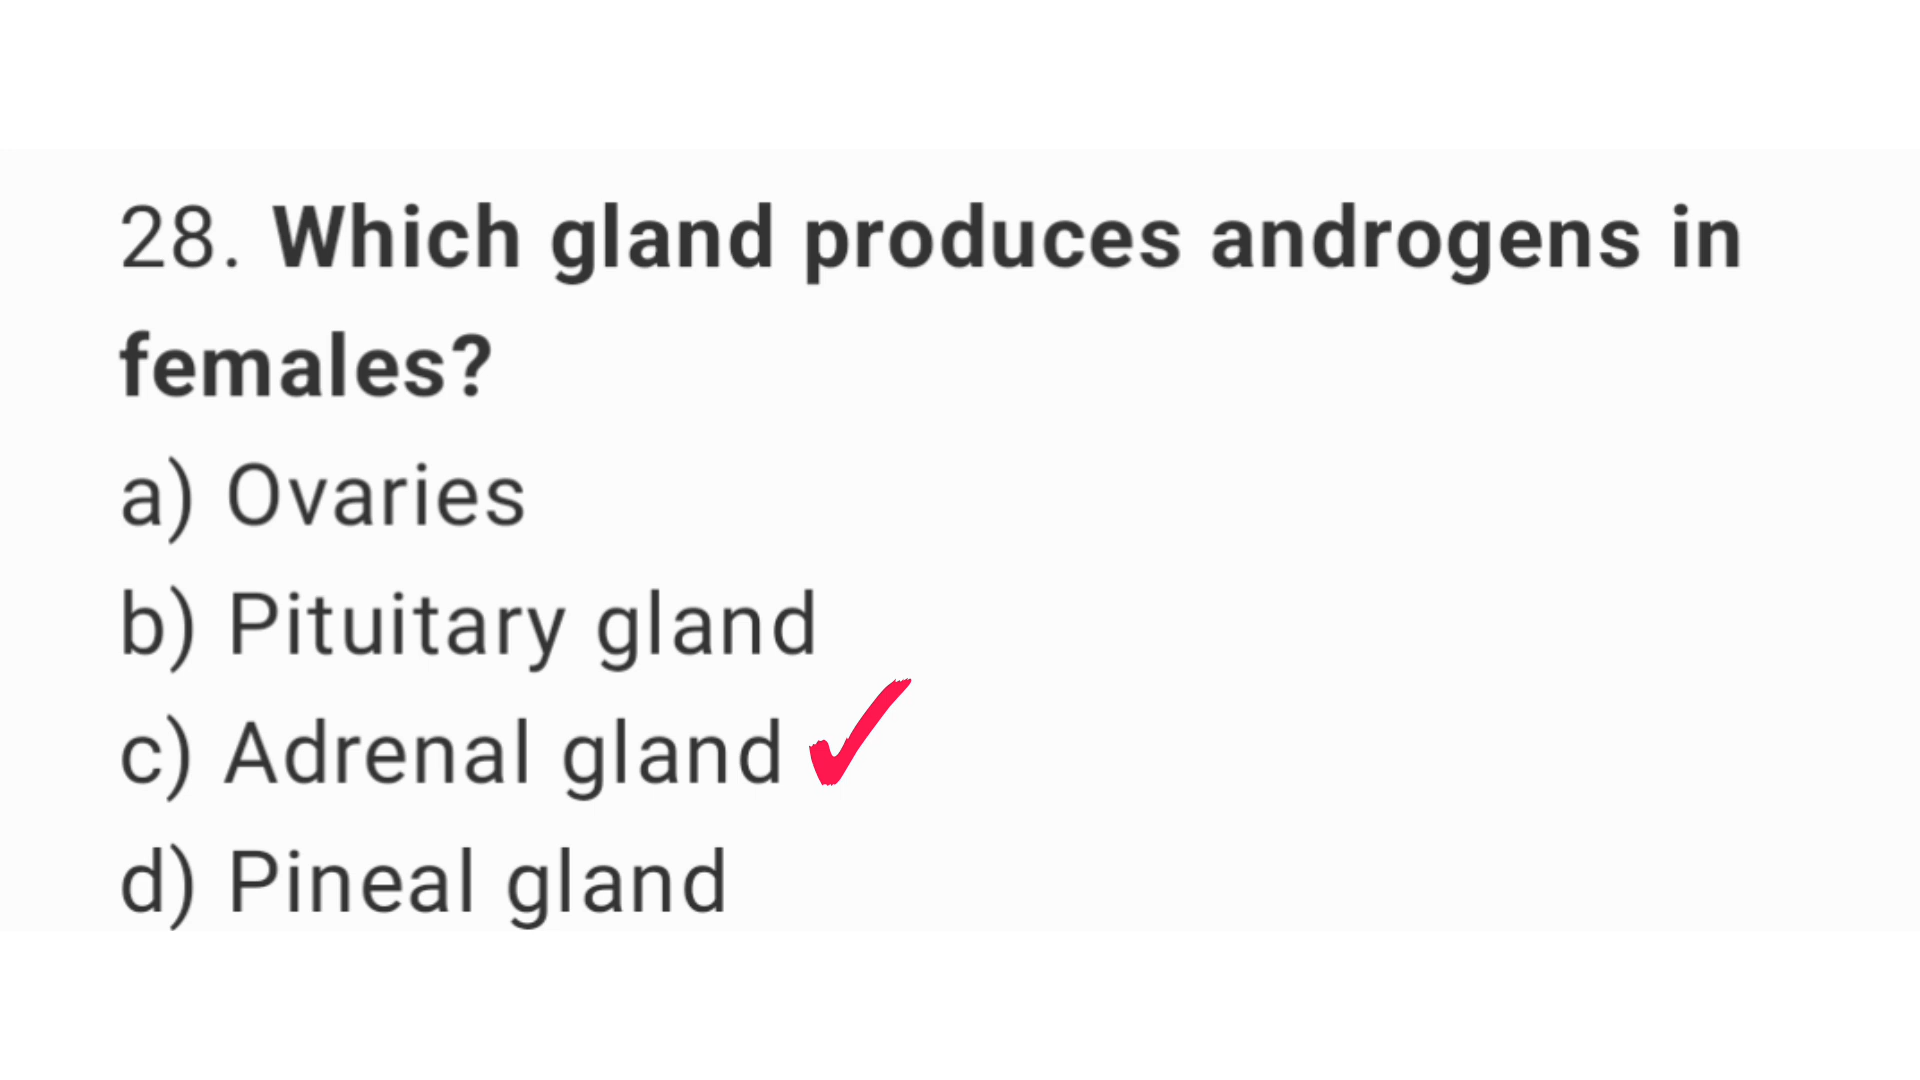 28. Which gland produces androgens in
females?
a) Ovaries
b) Pituitary gland
c) Adrenal gland
d) Pineal gland